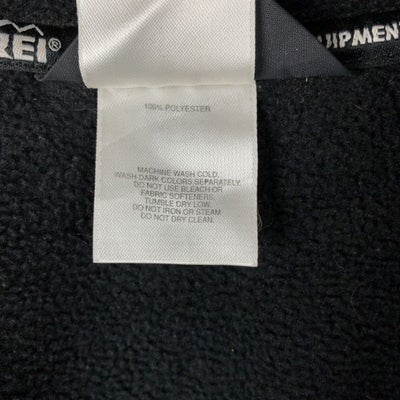 REI®
UIPMENT
100% POLYESTER
MACHINE WASH COLD.
WASH DARK COLORS SEPARATELY.
DO NOT USE BLEACH OR
FABRIC SOFTENERS.
TUMBLE DRY LOW.
DO NOT IRON OR STEAM
DO NOT DRY CLEAN.